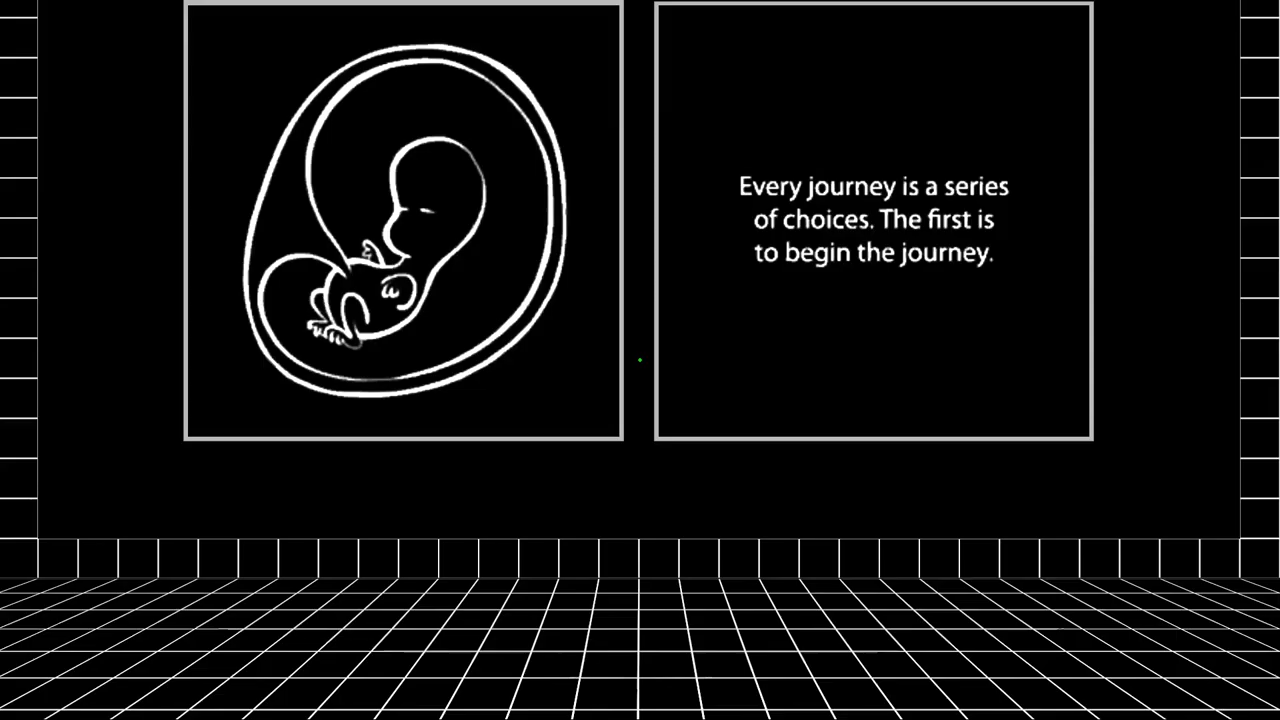 Every journey is a series
of choices. The first is
to begin the journey.